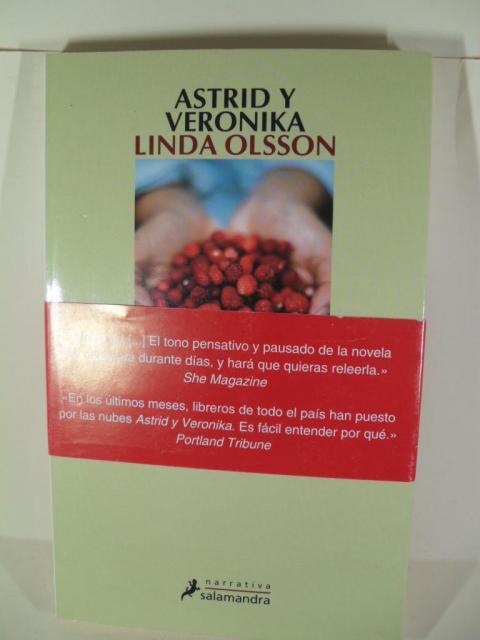 ASTRID Y
VERONIKA
LINDA OLSSON
[...] El tono pensativo y pausado de la novela
durante días, y hará que quieras releerla.»
She Magazine
«En los últimos meses, libreros de todo el país han puesto
por las nubes Astrid y Veronika. Es fácil entender por qué.»
Portland Tribune
narrativa
salamandra